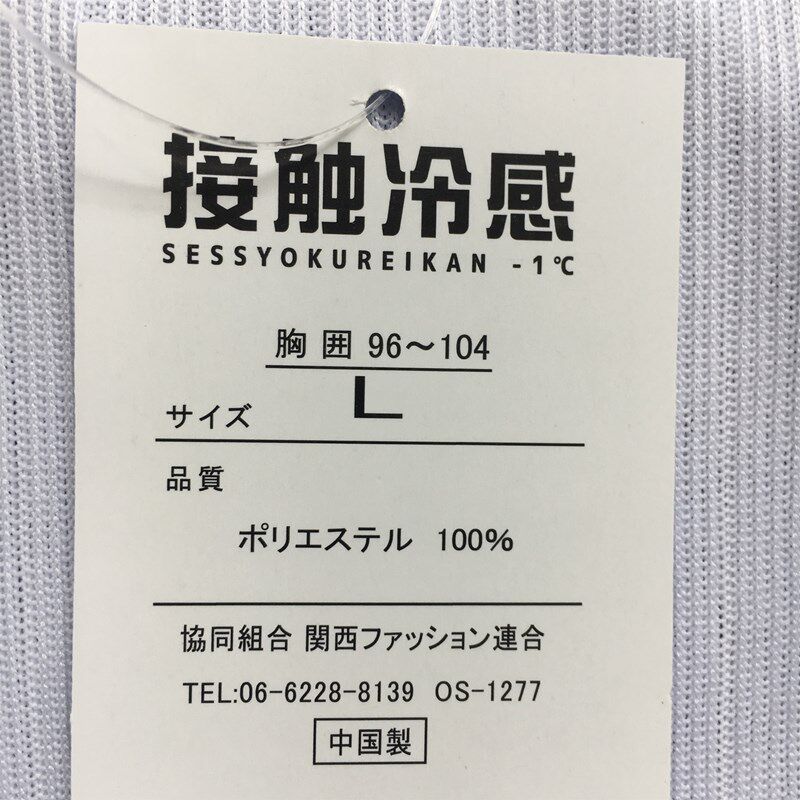 接触冷感
SESSYOKUREIKAN -1℃
胸囲 96～104
サイズ L
品質
ポリエステル 100%
協同組合 関西ファッション連合
TEL:06-6228-8139 OS-1277
中国製